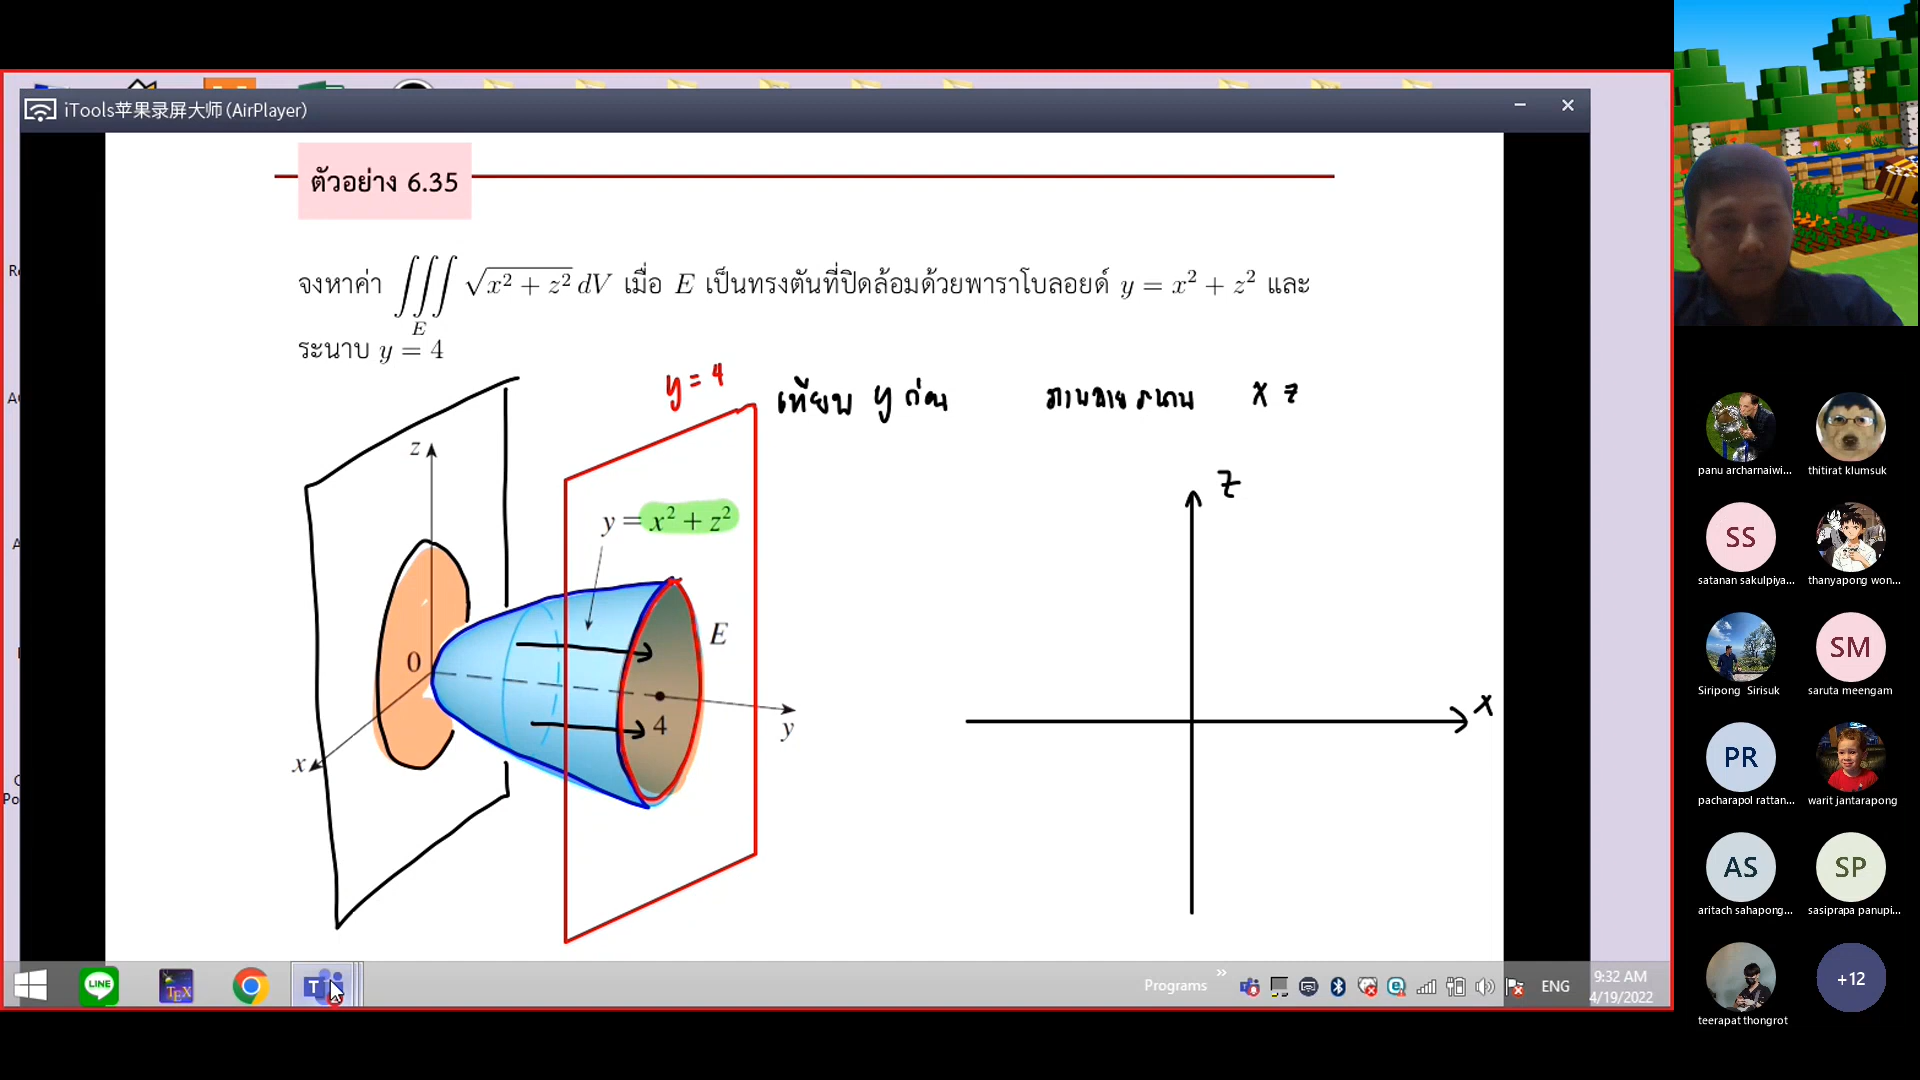 iTools苹果录屏大师(AirPlayer)
ตัวอย่าง 6.35
จงหาค่า ∭_E √(x² + z²) dV เมื่อ E เป็นทรงตันที่ปิดล้อมด้วยพาราโบลอยด์ y = x² + z² และ
ระนาบ y = 4
y = 4
เทียบ y ก่อน
x z
z
y = x² + z²
E
0
4
x
y
z
x
LINE
TEX
Programs
ENG
9:32 AM
4/19/2022
panu archarnaiwi...
thitirat klumsuk
SS
satanan sakulpiya...
thanyapong won...
Siripong Sirisuk
SM
saruta meengam
PR
pacharapol rattan...
warit jantarapong
AS
aritach sahapong...
SP
sasiprapa panupi...
teerapat thongrot
+12